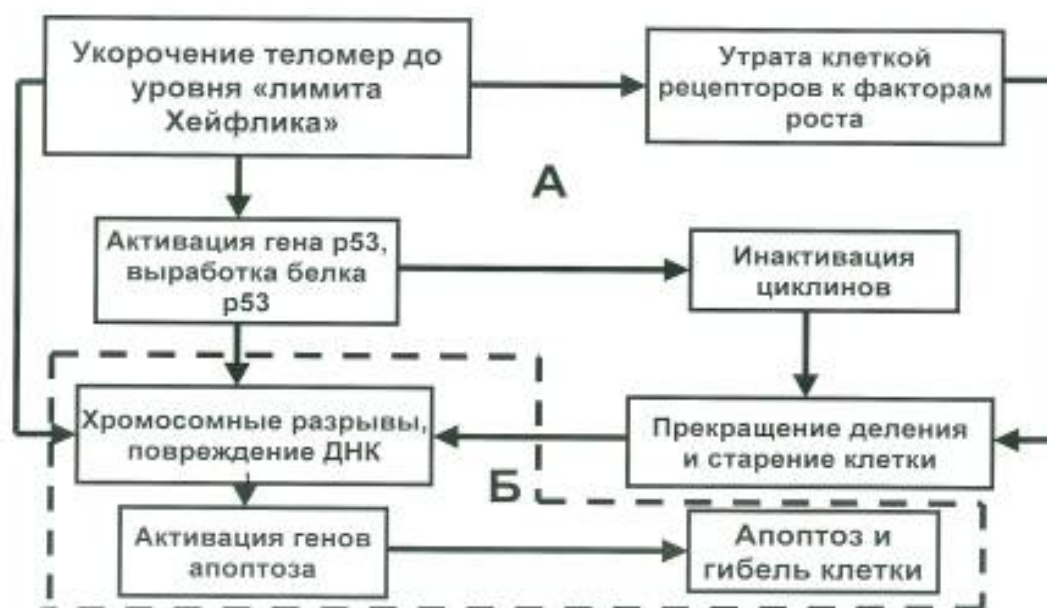 Укорочение теломер до
уровня «лимита
Хейфлика»
Утрата клеткой
рецепторов к факторам
роста
А
Активация гена р53,
выработка белка
р53
Инактивация
циклинов
Хромосомные разрывы,
повреждение ДНК
Прекращение деления
и старение клетки
Б
Активация генов
апоптоза
Апоптоз и
гибель клетки